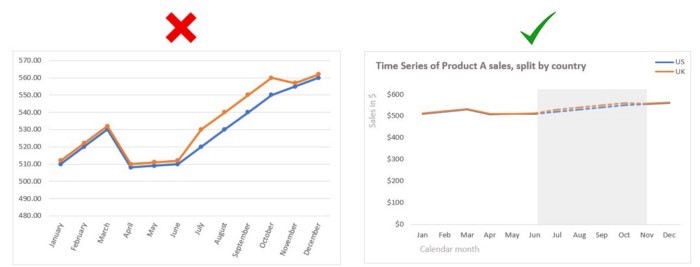 570.00
560.00
550.00
540.00
530.00
520.00
510.00
500.00
490.00
480.00
January
February
March
April
May
June
July
August
September
October
November
December
Time Series of Product A sales, split by country
US
UK
Sales in $
$600
$500
$400
$300
$200
$100
$0
Jan Feb Mar Apr May Jun Jul Aug Sep Oct Nov Dec
Calendar month